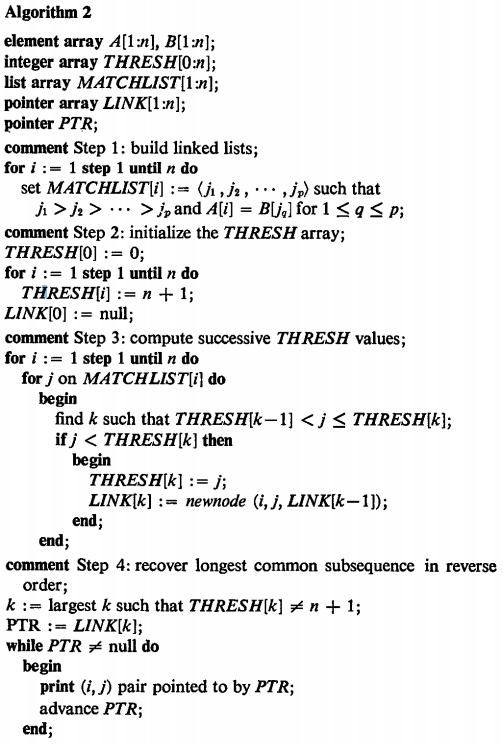 Algorithm 2
element array A[1:n], B[1:n];
integer array THRESH[0:n];
list array MATCHLIST[1:n];
pointer array LINK[1:n];
pointer PTR;
comment Step 1: build linked lists;
for i := 1 step 1 until n do
set MATCHLIST[i] := ⟨j₁, j₂, ⋯, jₚ⟩ such that
j₁ > j₂ > ⋯ > jₚ and A[i] = B[j_q] for 1 ≤ q ≤ p;
comment Step 2: initialize the THRESH array;
THRESH[0] := 0;
for i := 1 step 1 until n do
THRESH[i] := n + 1;
LINK[0] := null;
comment Step 3: compute successive THRESH values;
for i := 1 step 1 until n do
for j on MATCHLIST[i] do
begin
find k such that THRESH[k−1] < j ≤ THRESH[k];
if j < THRESH[k] then
begin
THRESH[k] := j;
LINK[k] := newnode (i, j, LINK[k−1]);
end;
end;
comment Step 4: recover longest common subsequence in reverse
order;
k := largest k such that THRESH[k] ≠ n + 1;
PTR := LINK[k];
while PTR ≠ null do
begin
print (i, j) pair pointed to by PTR;
advance PTR;
end;